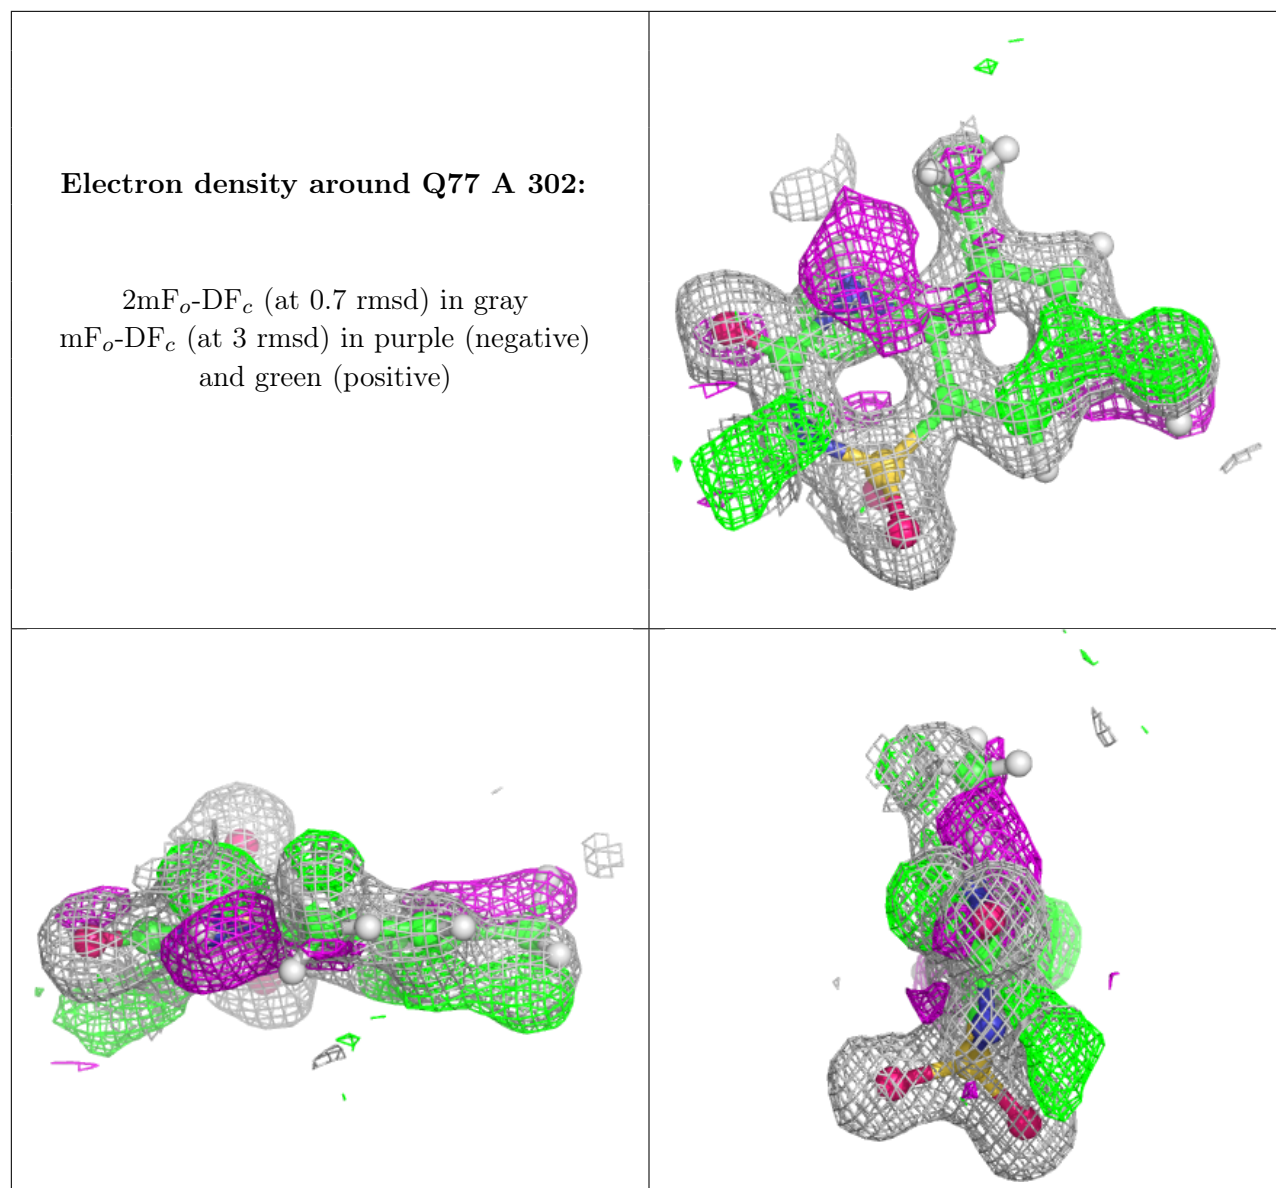 Electron density around Q77 A 302:
2mFo-DFc (at 0.7 rmsd) in gray
mFo-DFc (at 3 rmsd) in purple (negative)
and green (positive)